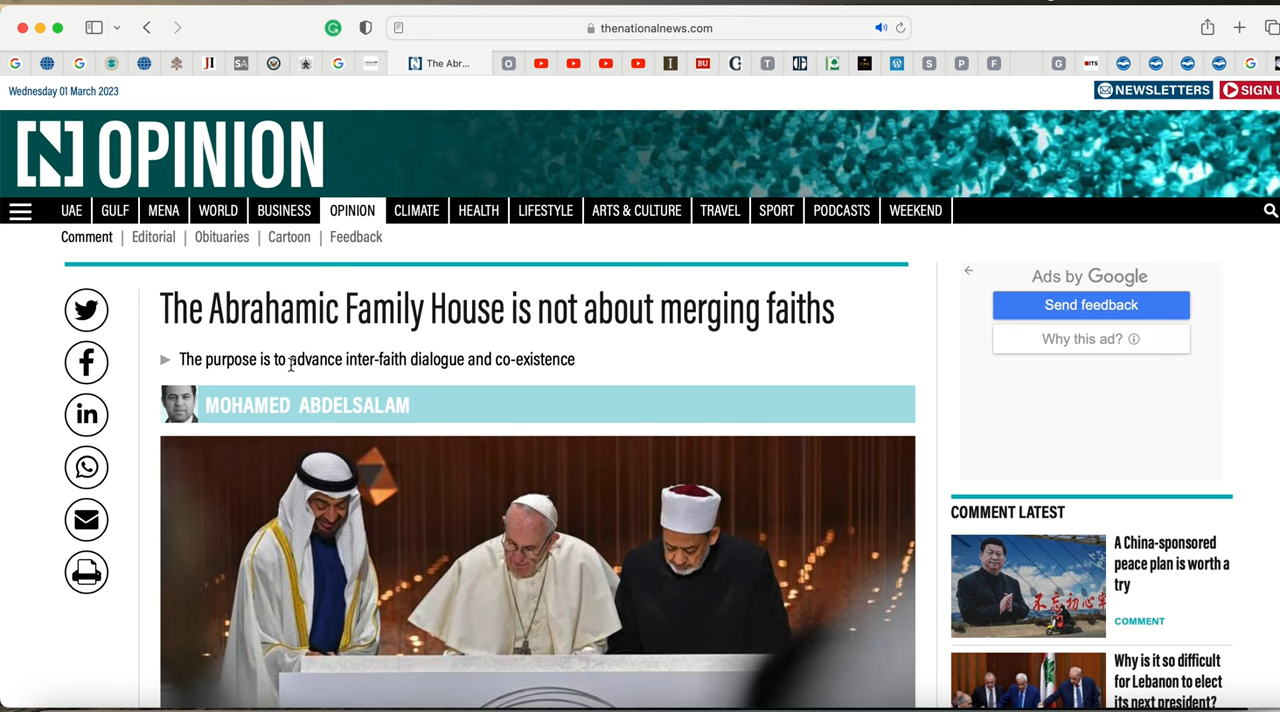 thenationalnews.com
The Abr...
Wednesday 01 March 2023
NEWSLETTERS
SIGN U
OPINION
UAE
GULF
MENA
WORLD
BUSINESS
OPINION
CLIMATE
HEALTH
LIFESTYLE
ARTS & CULTURE
TRAVEL
SPORT
PODCASTS
WEEKEND
Comment | Editorial | Obituaries | Cartoon | Feedback
The Abrahamic Family House is not about merging faiths
The purpose is to advance inter-faith dialogue and co-existence
MOHAMED ABDELSALAM
Ads by Google
Send feedback
Why this ad?
COMMENT LATEST
A China-sponsored
peace plan is worth a
try
COMMENT
不忘初心
Why is it so difficult
for Lebanon to elect
its next president?